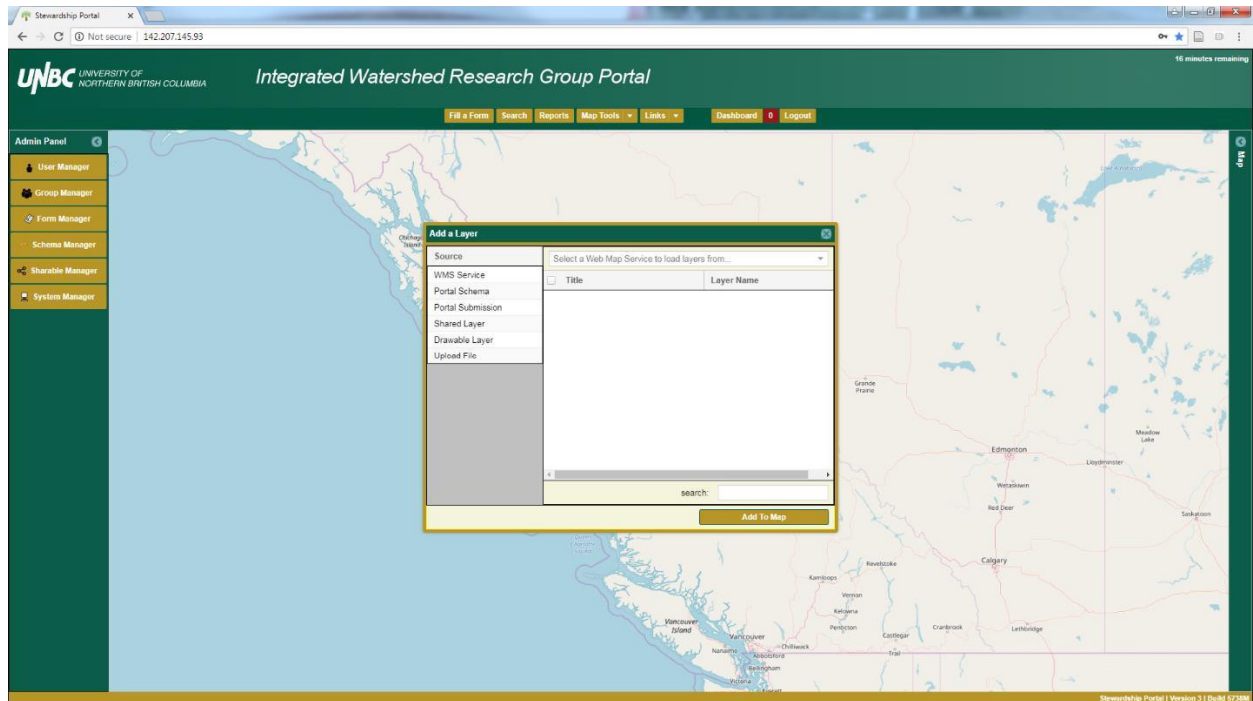 Stewardship Portal
Not secure | 142.207.145.93
16 minutes remaining
UNBC UNIVERSITY OF
NORTHERN BRITISH COLUMBIA
Integrated Watershed Research Group Portal
Fill a Form Search Reports Map Tools Links Dashboard 0 Logout
Admin Panel
Map
User Manager
Group Manager
Form Manager
Schema Manager
Sharable Manager
System Manager
Add a Layer
Source
Select a Web Map Service to load layers from...
WMS Service
Title Layer Name
Portal Schema
Portal Submission
Shared Layer
Drawable Layer
Upload File
search:
Add To Map
Grande
Prairie
Meadow
Lake
Edmonton
Lloydminster
Wetaskiwin
Red Deer
Saskatoon
Calgary
Revelstoke
Kamloops
Vernon
Kelowna
Penticton
Castlegar
Cranbrook
Lethbridge
Trail
Vancouver
Island
Vancouver
Chilliwack
Nanaimo
Abbotsford
Bellingham
Victoria
Everett
Stewardship Portal | Version 3 | Build 6738M